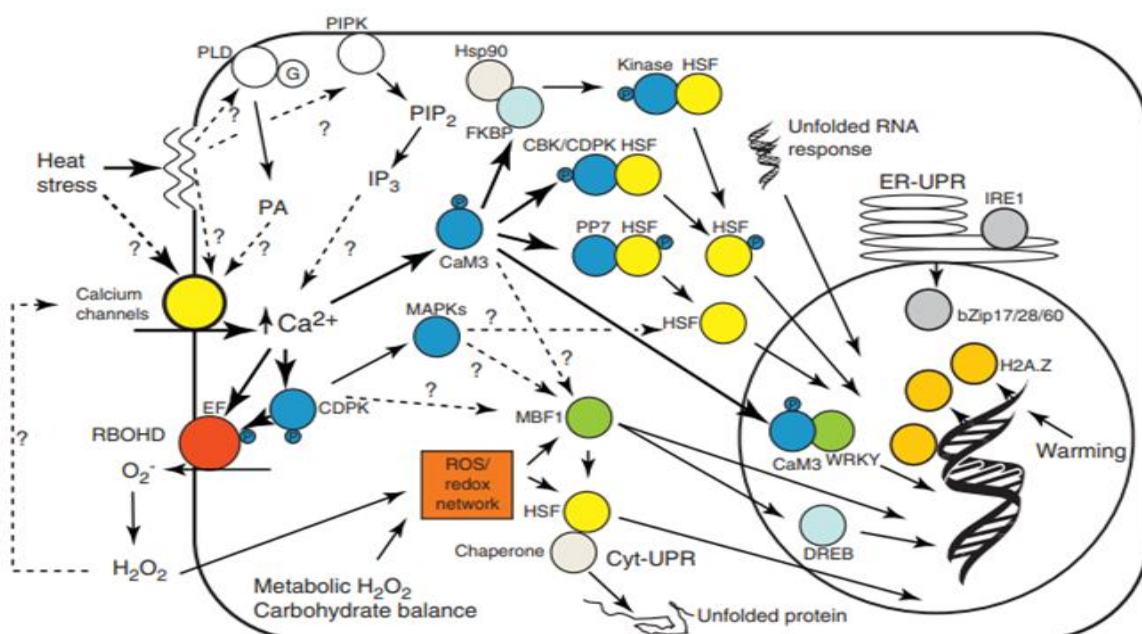 PIPK
PLD
G
Hsp90
Kinase HSF
P
?
?
PIP2
FKBP
Unfolded RNA
response
CBK/CDPK HSF
P
Heat
stress
IP3
ER-UPR
IRE1
PA
P
PP7 HSF
P
HSF
P
?
?
?
?
CaM3
Calcium
channels
Ca2+
MAPKs
?
HSF
bZip17/28/60
?
?
H2A.Z
EF
CDPK
?
MBF1
P
RBOHD
P
P
?
CaM3
WRKY
Warming
O2-
ROS/
redox
network
HSF
DREB
Chaperone
Cyt-UPR
H2O2
Metabolic H2O2
Carbohydrate balance
Unfolded protein